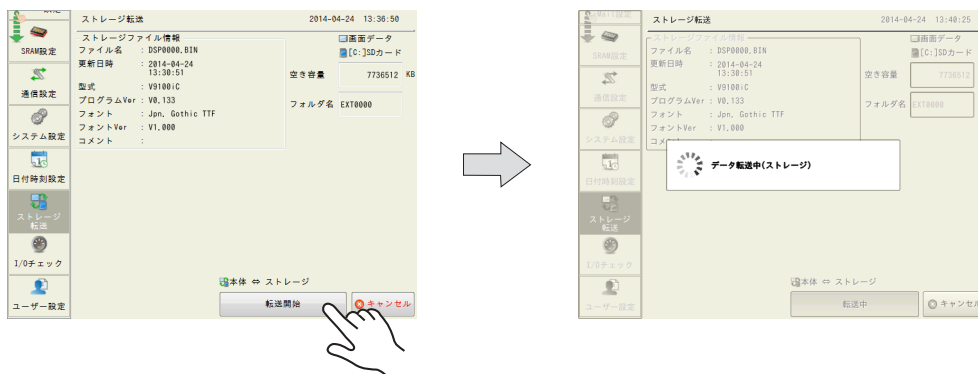 ストレージ転送
2014-04-24 13:36:50
SRAM設定
通信設定
システム設定
日付時刻設定
ストレージ
転送
I/Oチェック
ユーザー設定
ストレージファイル情報
ファイル名 : DSP0000.BIN
更新日時 : 2014-04-24
13:30:51
型式 : V9100iC
プログラムVer : V0.133
フォント : Jpn. Gothic TTF
フォントVer : V1.000
コメント :
画面データ
[C:]SDカード
空き容量 7736512 KB
フォルダ名 EXT0000
本体 ⇔ ストレージ
転送開始
キャンセル
ストレージ転送
2014-04-24 13:40:25
SRAM設定
通信設定
システム設定
日付時刻設定
ストレージ
転送
I/Oチェック
ユーザー設定
ストレージファイル情報
ファイル名 : DSP0000.BIN
更新日時 : 2014-04-24
13:30:51
型式 : V9100iC
プログラムVer : V0.133
フォント : Jpn. Gothic TTF
フォントVer : V1.000
画面データ
[C:]SDカード
空き容量 7736512
フォルダ名 EXT0000
データ転送中(ストレージ)
本体 ⇔ ストレージ
転送中
キャンセル